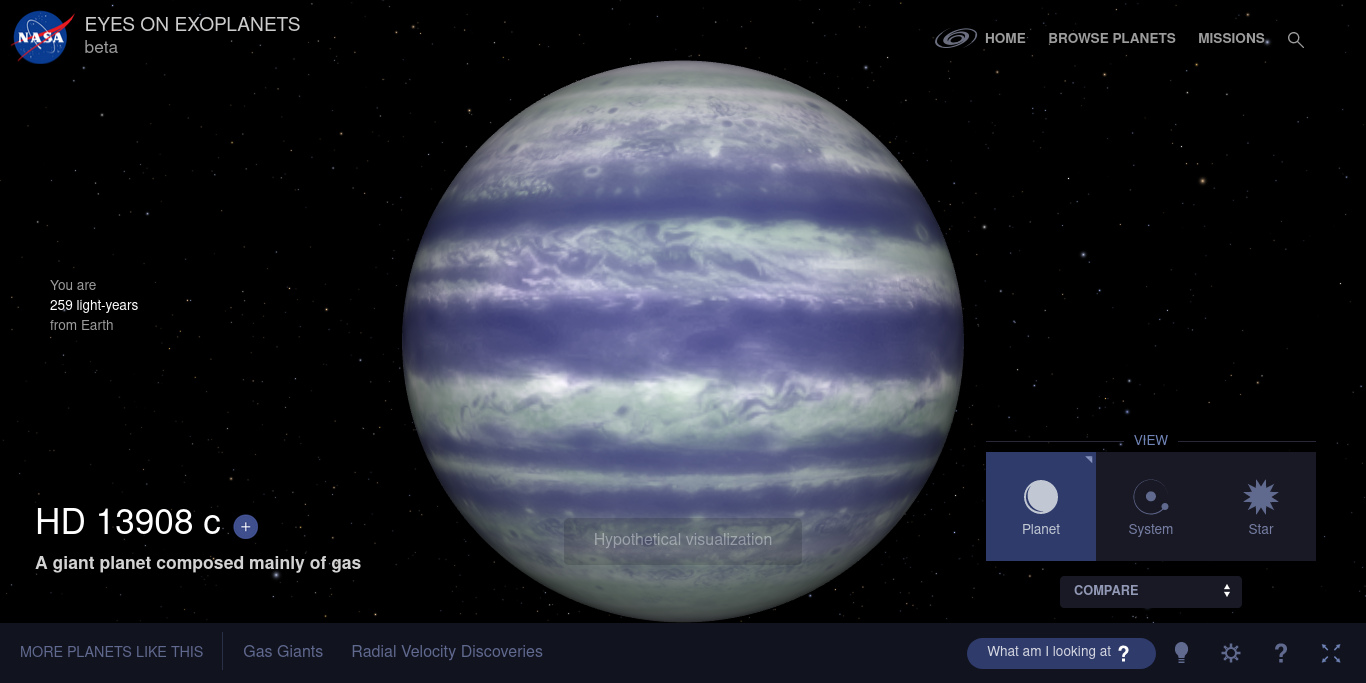 NASA
EYES ON EXOPLANETS
beta
HOME
BROWSE PLANETS
MISSIONS
You are
259 light-years
from Earth
HD 13908 c +
A giant planet composed mainly of gas
Hypothetical visualization
VIEW
Planet
System
Star
COMPARE
MORE PLANETS LIKE THIS
Gas Giants
Radial Velocity Discoveries
What am I looking at ?
?